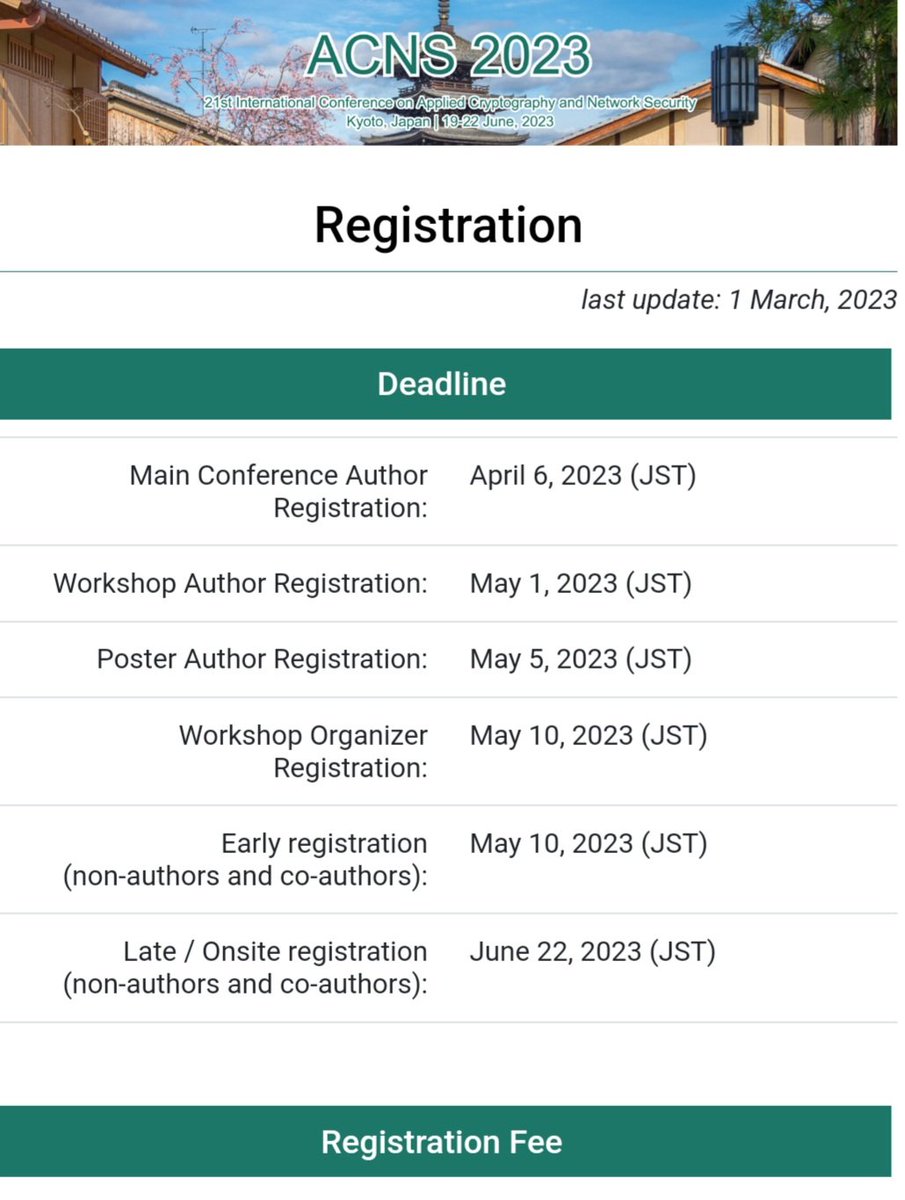 ACNS 2023
21st International Conference on Applied Cryptography and Network Security
Kyoto, Japan | 19-22 June, 2023
Registration
last update: 1 March, 2023
Deadline
Main Conference Author
Registration:
April 6, 2023 (JST)
Workshop Author Registration:
May 1, 2023 (JST)
Poster Author Registration:
May 5, 2023 (JST)
Workshop Organizer
Registration:
May 10, 2023 (JST)
Early registration
(non-authors and co-authors):
May 10, 2023 (JST)
Late / Onsite registration
(non-authors and co-authors):
June 22, 2023 (JST)
Registration Fee